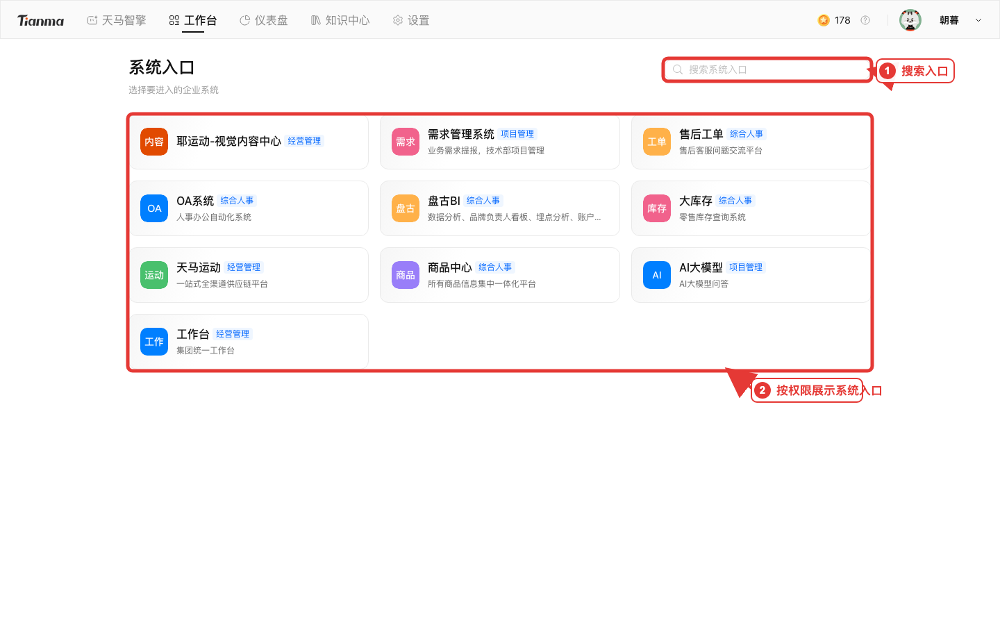 Tianma 天马智擎 工作台 仪表盘 知识中心 设置 178 朝暮
系统入口
搜索系统入口
1 搜索入口
选择要进入的企业系统
内容 耶运动-视觉内容中心 经营管理
需求 需求管理系统 项目管理
业务需求提报，技术部项目管理
工单 售后工单 综合人事
售后客服问题交流平台
OA OA系统 综合人事
人事办公自动化系统
盘古 盘古BI 综合人事
数据分析、品牌负责人看板、埋点分析、账户...
库存 大库存 综合人事
零售库存查询系统
运动 天马运动 经营管理
一站式全渠道供应链平台
商品 商品中心 综合人事
所有商品信息集中一体化平台
AI AI大模型 项目管理
AI大模型问答
工作 工作台 经营管理
集团统一工作台
2 按权限展示系统入口